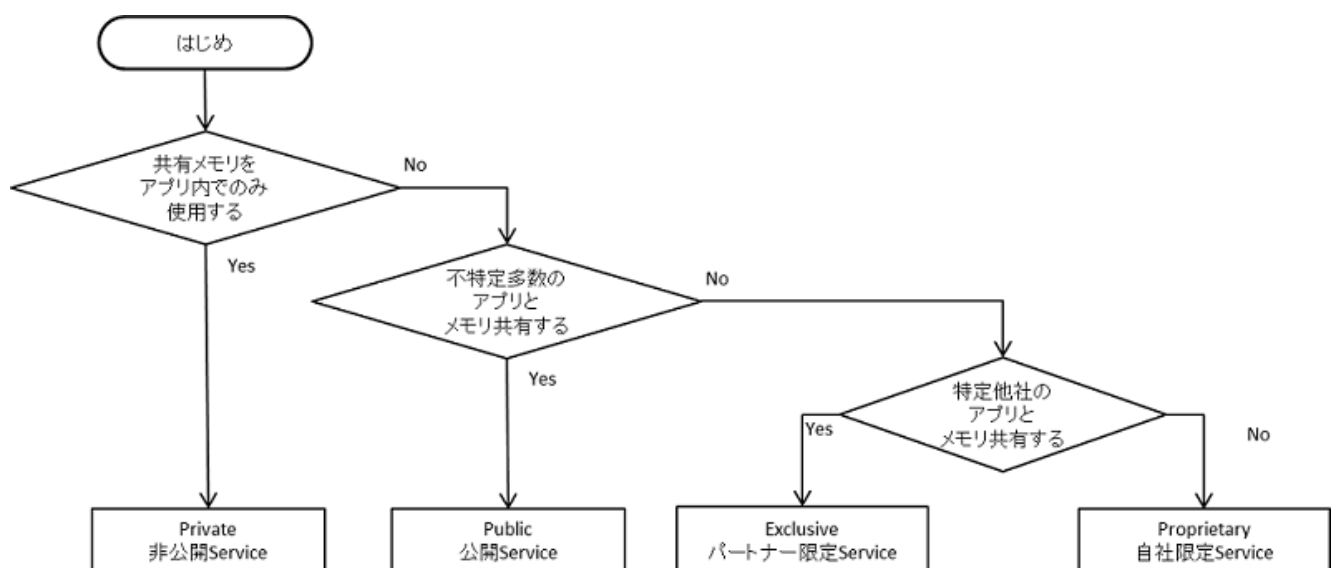 はじめ
共有メモリを
アプリ内でのみ
使用する
No
Yes
不特定多数の
アプリと
メモリ共有する
No
Yes
特定他社の
アプリと
メモリ共有する
Yes
No
Private
非公開Service
Public
公開Service
Exclusive
パートナー限定Service
Proprietary
自社限定Service